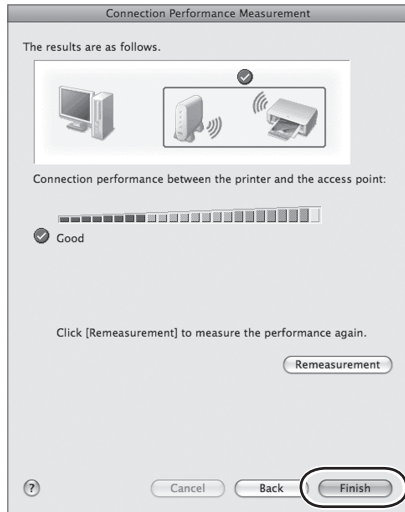 Connection Performance Measurement
The results are as follows.
Connection performance between the printer and the access point:
Good
Click [Remeasurement] to measure the performance again.
Remeasurement
?
Cancel
Back
Finish